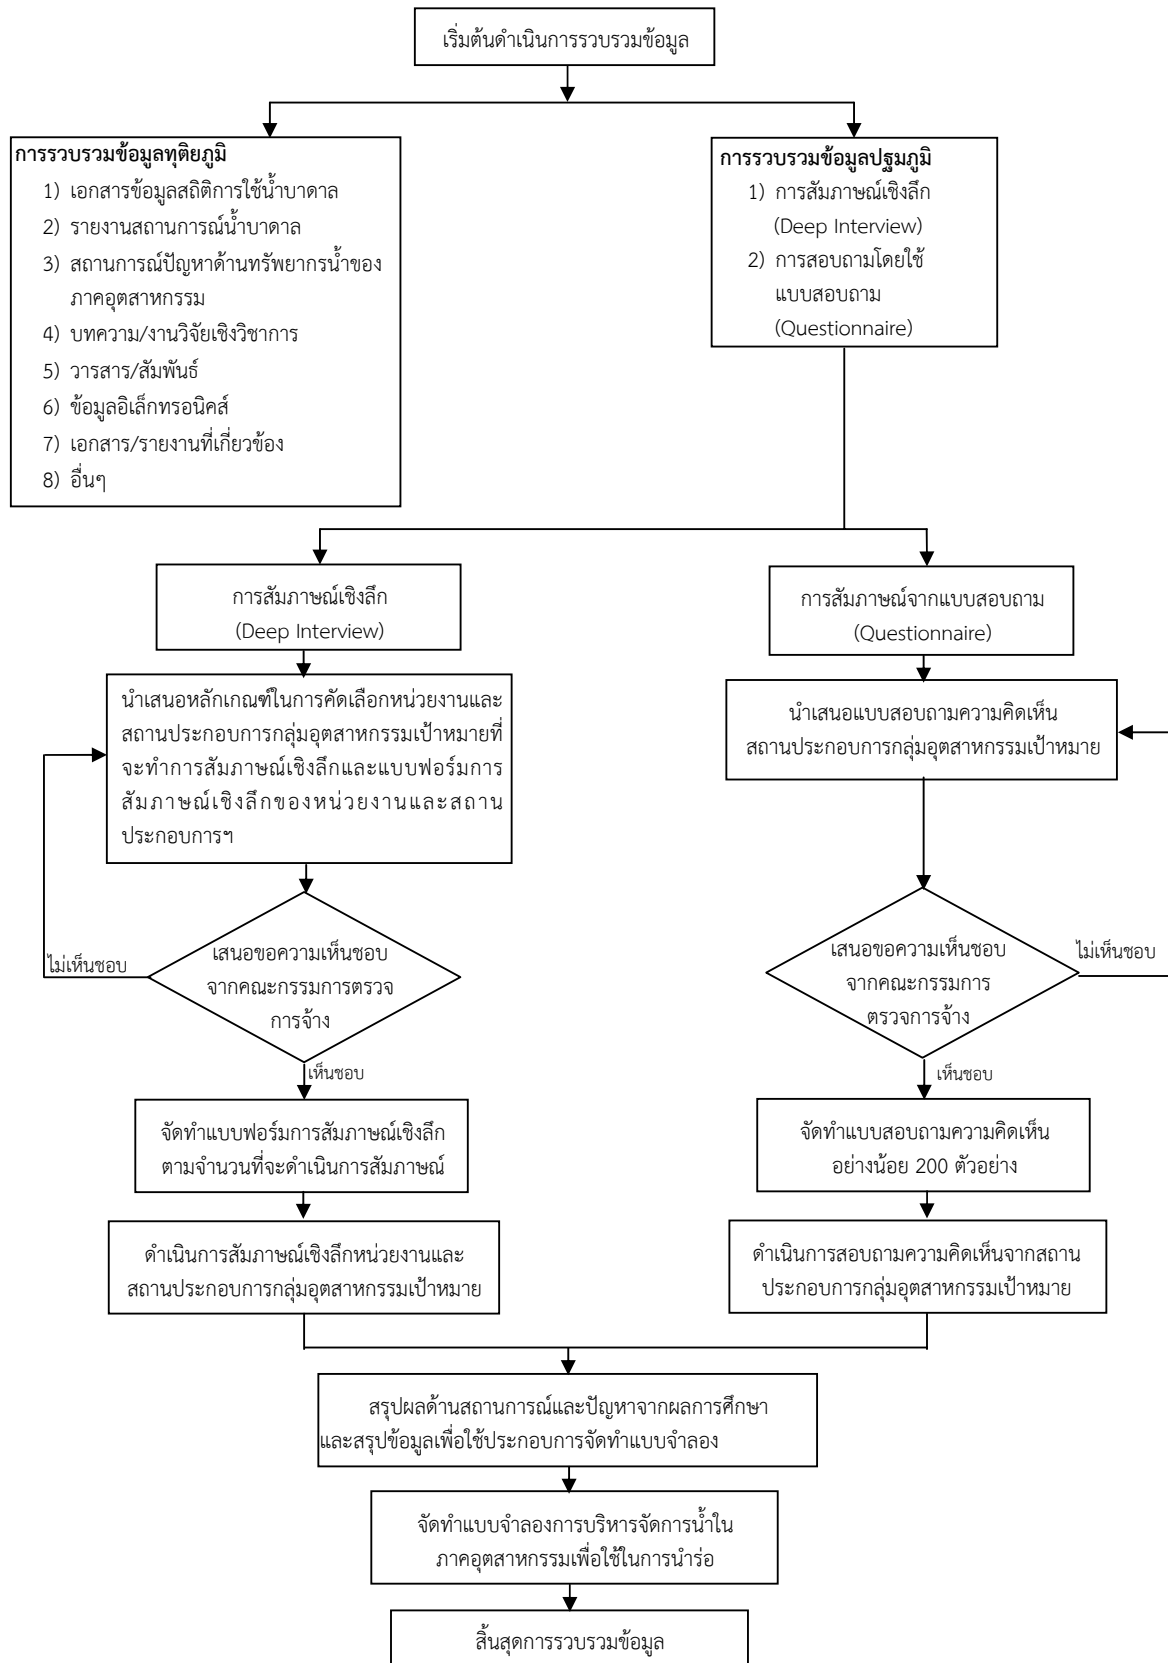 เริ่มต้นดำเนินการรวบรวมข้อมูล
การรวบรวมข้อมูลทุติยภูมิ
1) เอกสารข้อมูลสถิติการใช้น้ำบาดาล
2) รายงานสถานการณ์น้ำบาดาล
3) สถานการณ์ปัญหาด้านทรัพยากรน้ำของ
ภาคอุตสาหกรรม
4) บทความ/งานวิจัยเชิงวิชาการ
5) วารสาร/สัมพันธ์
6) ข้อมูลอิเล็กทรอนิคส์
7) เอกสาร/รายงานที่เกี่ยวข้อง
8) อื่นๆ
การรวบรวมข้อมูลปฐมภูมิ
1) การสัมภาษณ์เชิงลึก
(Deep Interview)
2) การสอบถามโดยใช้
แบบสอบถาม
(Questionnaire)
การสัมภาษณ์เชิงลึก
(Deep Interview)
นำเสนอหลักเกณฑ์ในการคัดเลือกหน่วยงานและ
สถานประกอบการกลุ่มอุตสาหกรรมเป้าหมายที่
จะทำการสัมภาษณ์เชิงลึกและแบบฟอร์มการ
สัมภาษณ์เชิงลึกของหน่วยงานและสถาน
ประกอบการฯ
เสนอขอความเห็นชอบ
จากคณะกรรมการตรวจ
การจ้าง
ไม่เห็นชอบ
เห็นชอบ
จัดทำแบบฟอร์มการสัมภาษณ์เชิงลึก
ตามจำนวนที่จะดำเนินการสัมภาษณ์
ดำเนินการสัมภาษณ์เชิงลึกหน่วยงานและ
สถานประกอบการกลุ่มอุตสาหกรรมเป้าหมาย
การสัมภาษณ์จากแบบสอบถาม
(Questionnaire)
นำเสนอแบบสอบถามความคิดเห็น
สถานประกอบการกลุ่มอุตสาหกรรมเป้าหมาย
เสนอขอความเห็นชอบ
จากคณะกรรมการ
ตรวจการจ้าง
ไม่เห็นชอบ
เห็นชอบ
จัดทำแบบสอบถามความคิดเห็น
อย่างน้อย 200 ตัวอย่าง
ดำเนินการสอบถามความคิดเห็นจากสถาน
ประกอบการกลุ่มอุตสาหกรรมเป้าหมาย
สรุปผลด้านสถานการณ์และปัญหาจากผลการศึกษา
และสรุปข้อมูลเพื่อใช้ประกอบการจัดทำแบบจำลอง
จัดทำแบบจำลองการบริหารจัดการน้ำใน
ภาคอุตสาหกรรมเพื่อใช้ในการนำร่อ
สิ้นสุดการรวบรวมข้อมูล